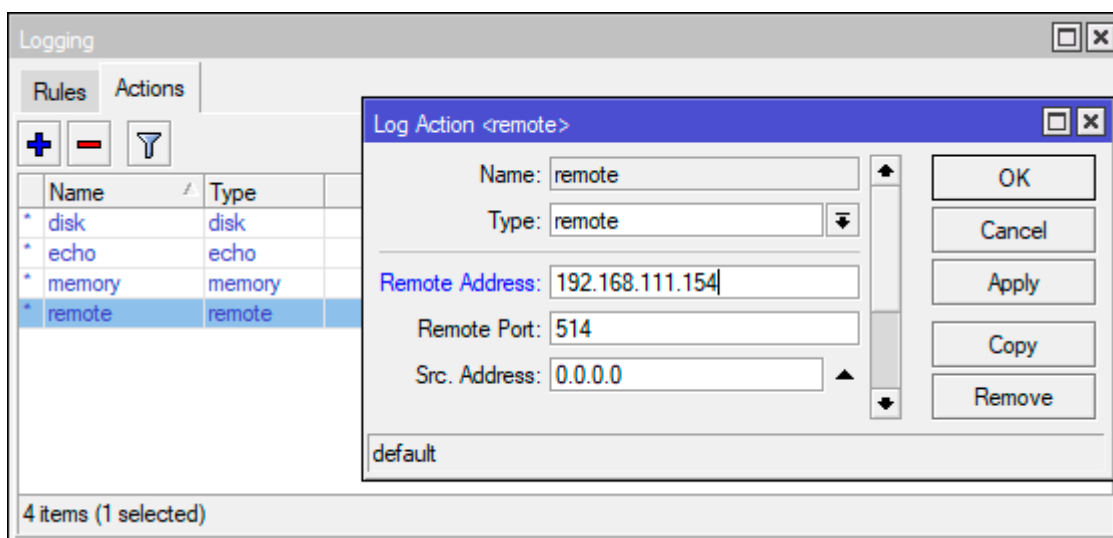 Logging
Rules Actions
Name Type
* disk disk
* echo echo
* memory memory
* remote remote
4 items (1 selected)
Log Action <remote>
Name: remote
Type: remote
Remote Address: 192.168.111.154
Remote Port: 514
Src. Address: 0.0.0.0
default
OK
Cancel
Apply
Copy
Remove